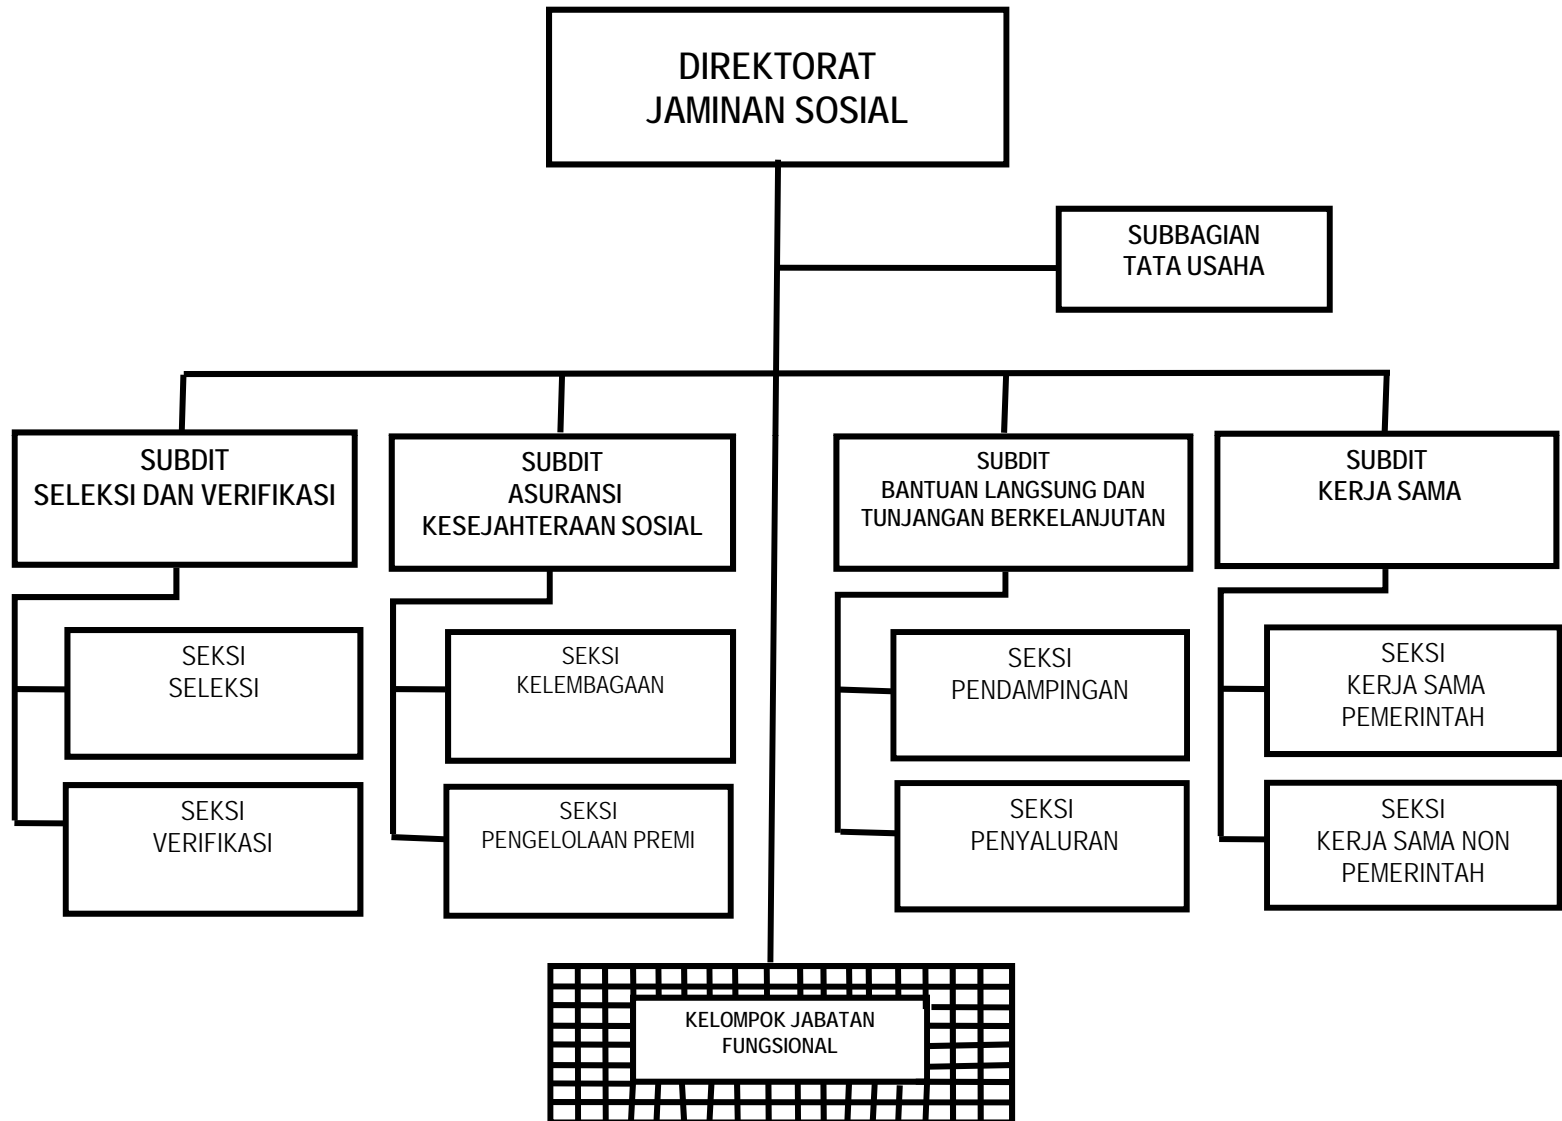 DIREKTORAT
JAMINAN SOSIAL
SUBBAGIAN
TATA USAHA
SUBDIT
SELEKSI DAN VERIFIKASI
SUBDIT
ASURANSI
KESEJAHTERAAN SOSIAL
SUBDIT
BANTUAN LANGSUNG DAN
TUNJANGAN BERKELANJUTAN
SUBDIT
KERJA SAMA
SEKSI
SELEKSI
SEKSI
KELEMBAGAAN
SEKSI
PENDAMPINGAN
SEKSI
KERJA SAMA
PEMERINTAH
SEKSI
VERIFIKASI
SEKSI
PENGELOLAAN PREMI
SEKSI
PENYALURAN
SEKSI
KERJA SAMA NON
PEMERINTAH
KELOMPOK JABATAN
FUNGSIONAL